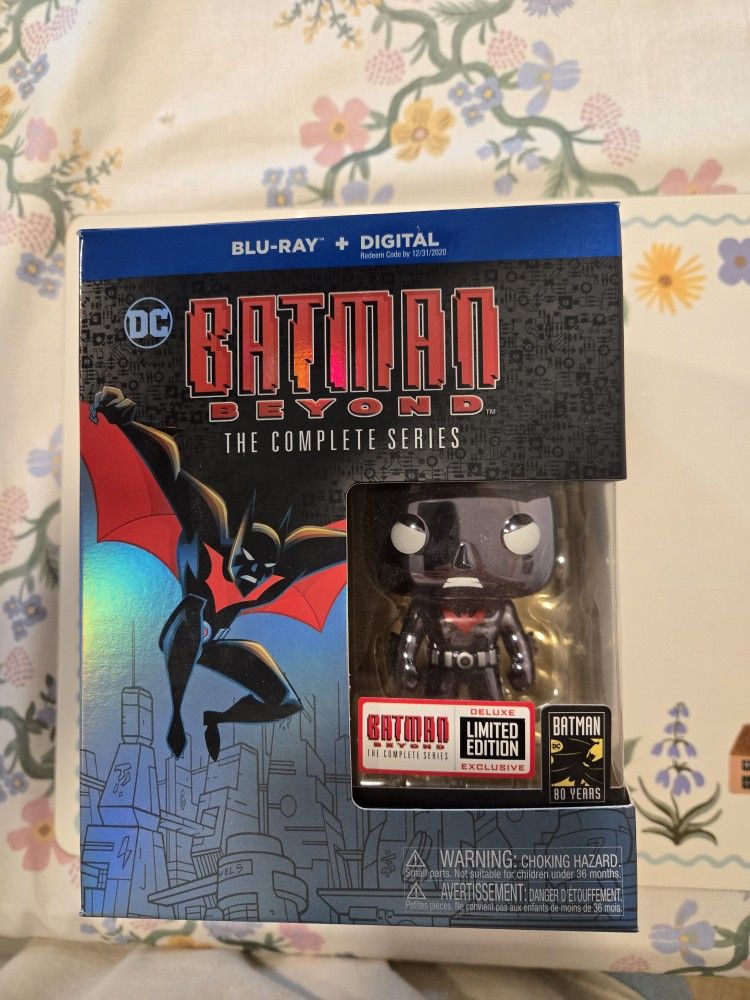 BLU-RAY™ + DIGITAL
Redeem Code by 12/31/2020
DC
BATMAN
BEYOND™
THE COMPLETE SERIES
BATMAN
BEYOND
THE COMPLETE SERIES
DELUXE
LIMITED
EDITION
EXCLUSIVE
BATMAN
DC
80 YEARS
ELS
WARNING: CHOKING HAZARD.
Small parts. Not suitable for children under 36 months.
AVERTISSEMENT: DANGER D'ÉTOUFFEMENT.
Petites pièces. Ne convient pas aux enfants de moins de 36 mois.